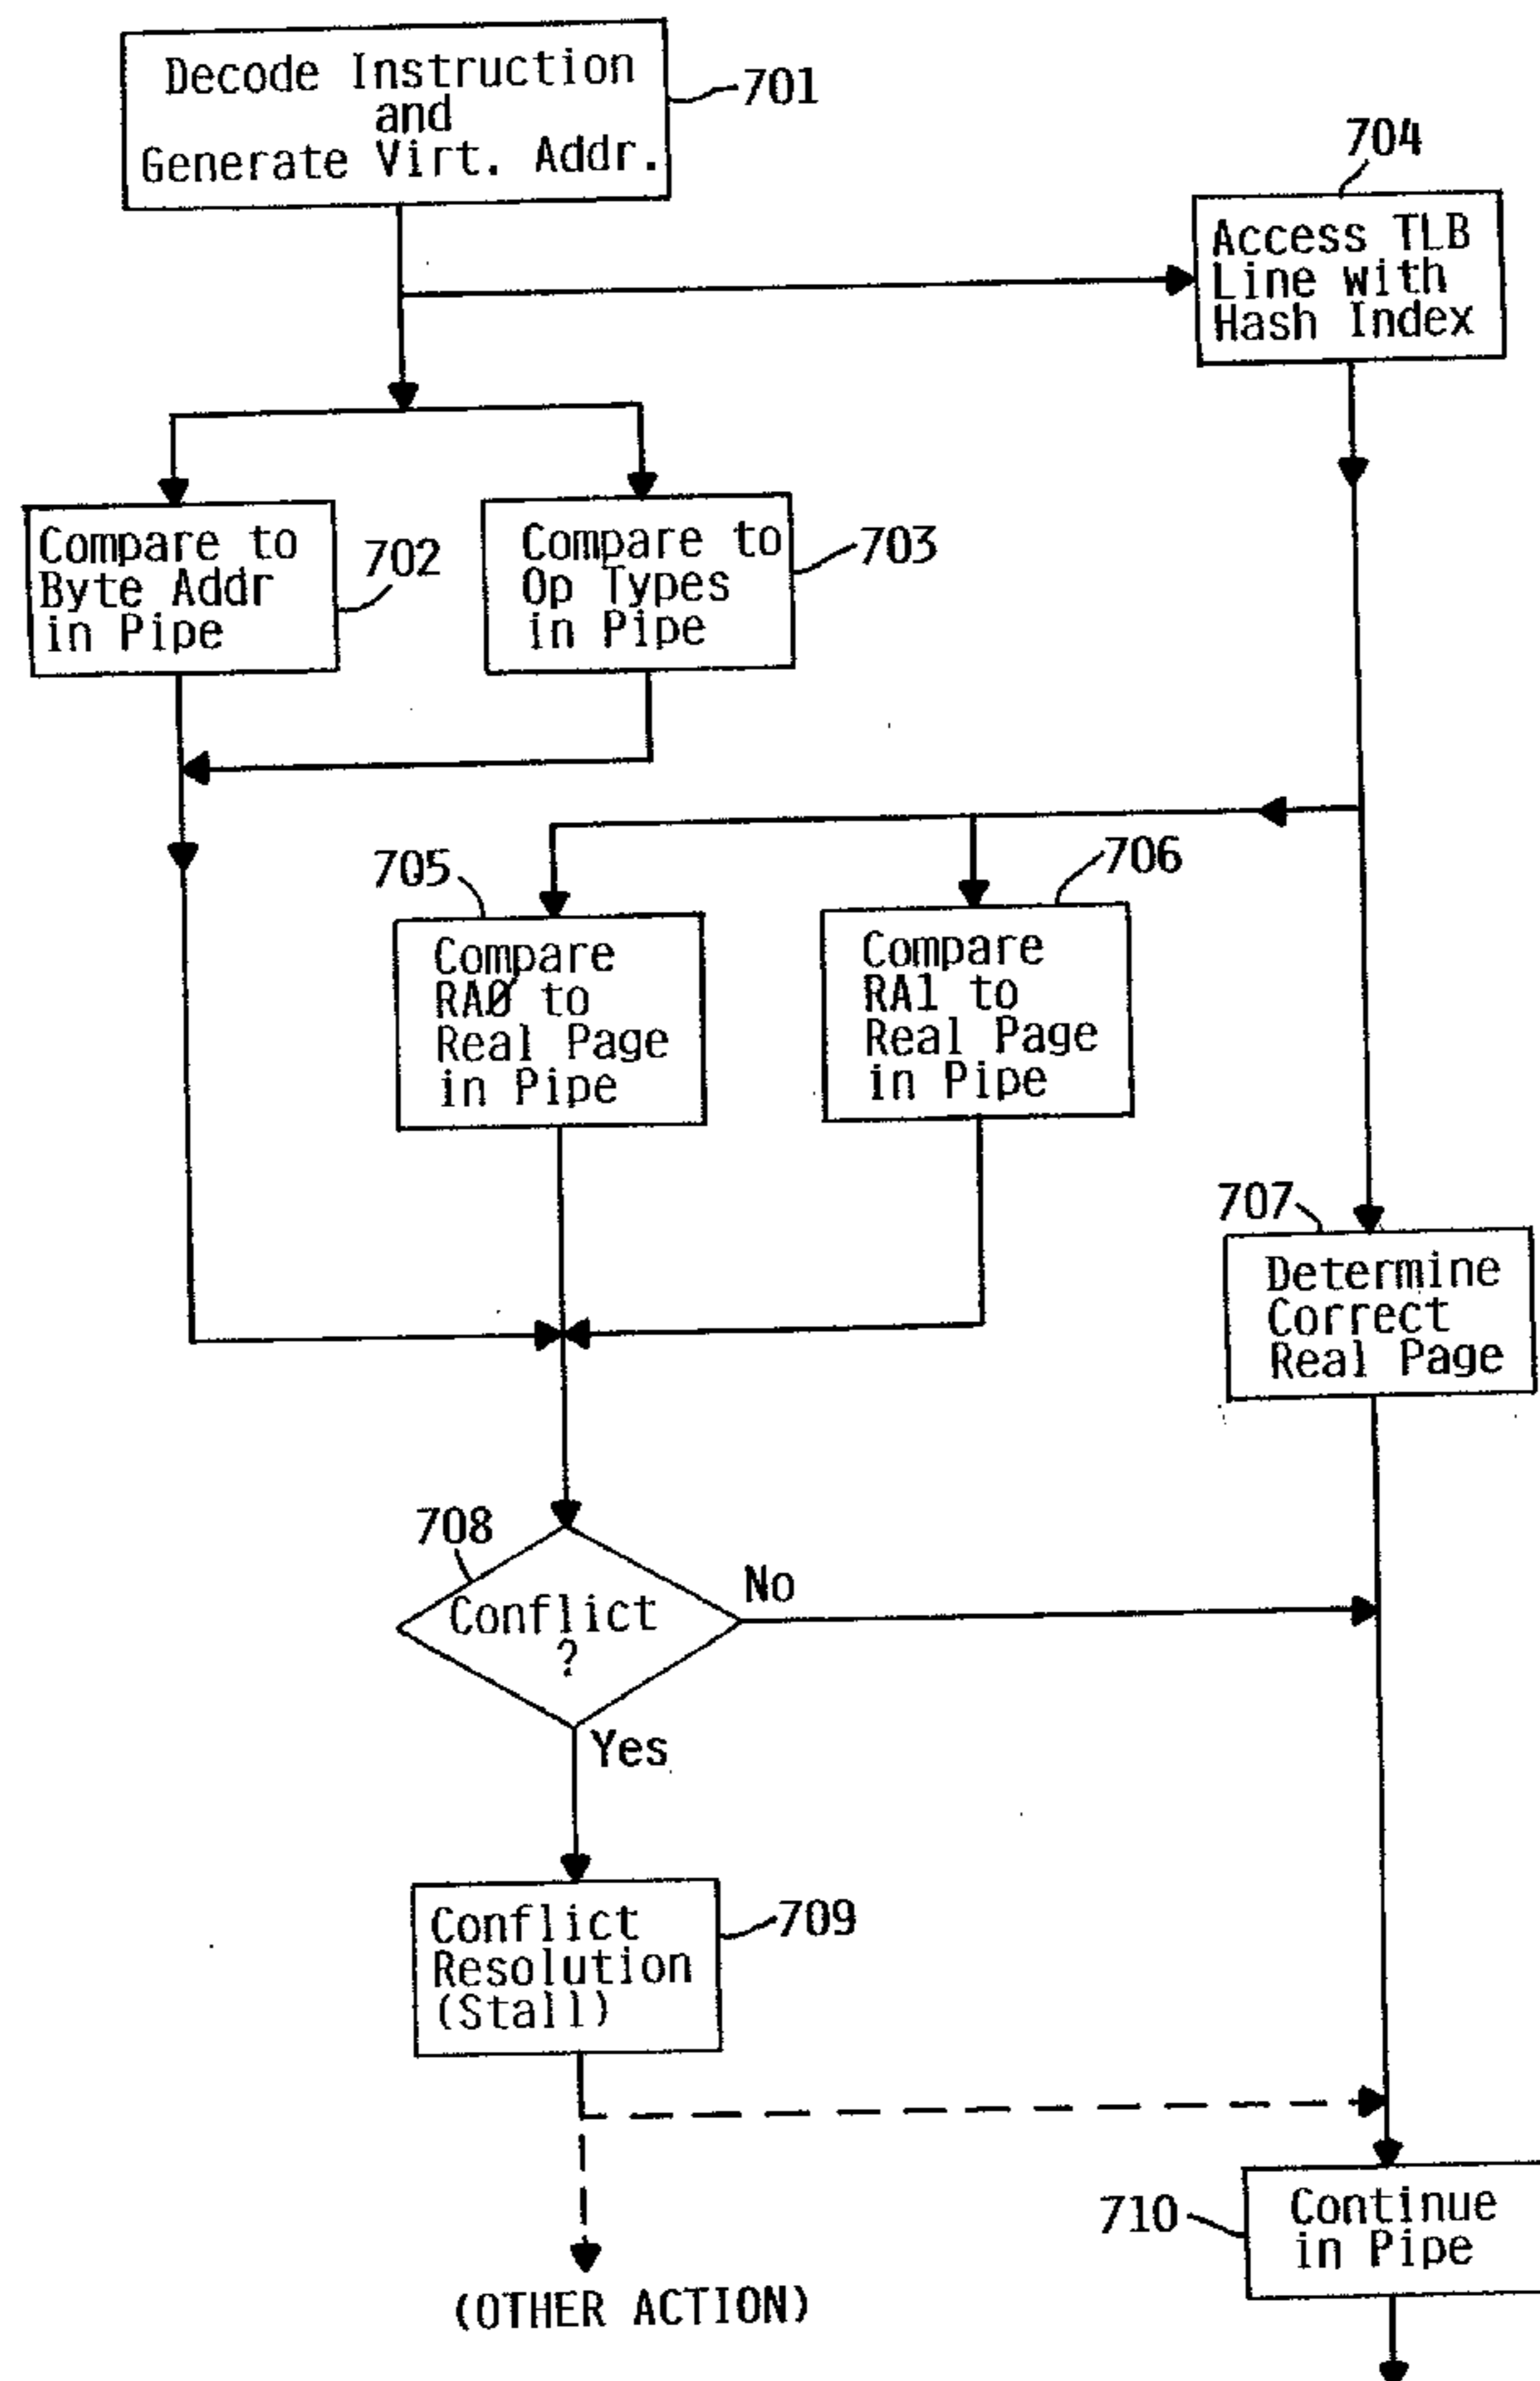 Decode Instruction
and
Generate Virt. Addr.
701
704
Access TLB
Line with
Hash Index
Compare to
Byte Addr
in Pipe
702
Compare to
Op Types
in Pipe
703
705
Compare
RA0 to
Real Page
in Pipe
706
Compare
RA1 to
Real Page
in Pipe
707
Determine
Correct
Real Page
708
Conflict
?
No
Yes
Conflict
Resolution
(Stall)
709
710
Continue
in Pipe
(OTHER ACTION)